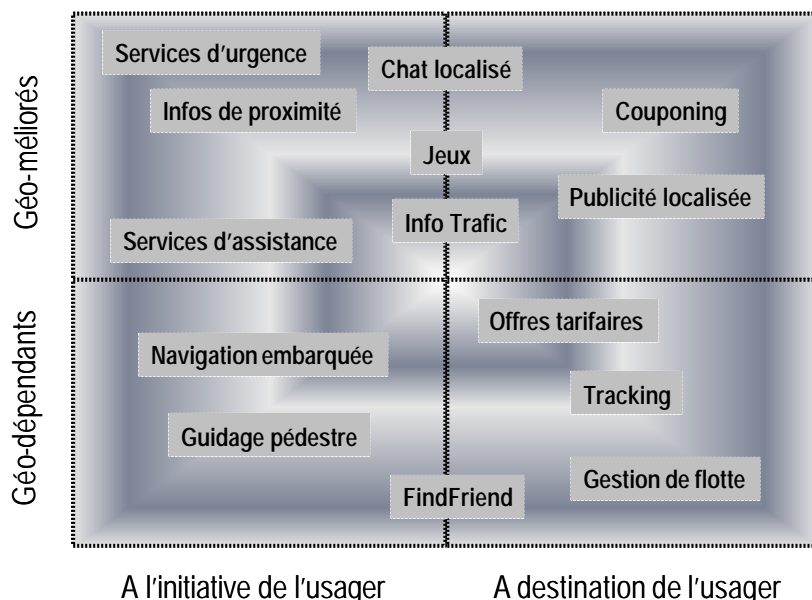 Services d'urgence
Chat localisé
Infos de proximité
Couponing
Jeux
Publicité localisée
Info Trafic
Services d'assistance
Géo-méliorés
Offres tarifaires
Navigation embarquée
Tracking
Guidage pédestre
Gestion de flotte
FindFriend
Géo-dépendants
A l'initiative de l'usager
A destination de l'usager